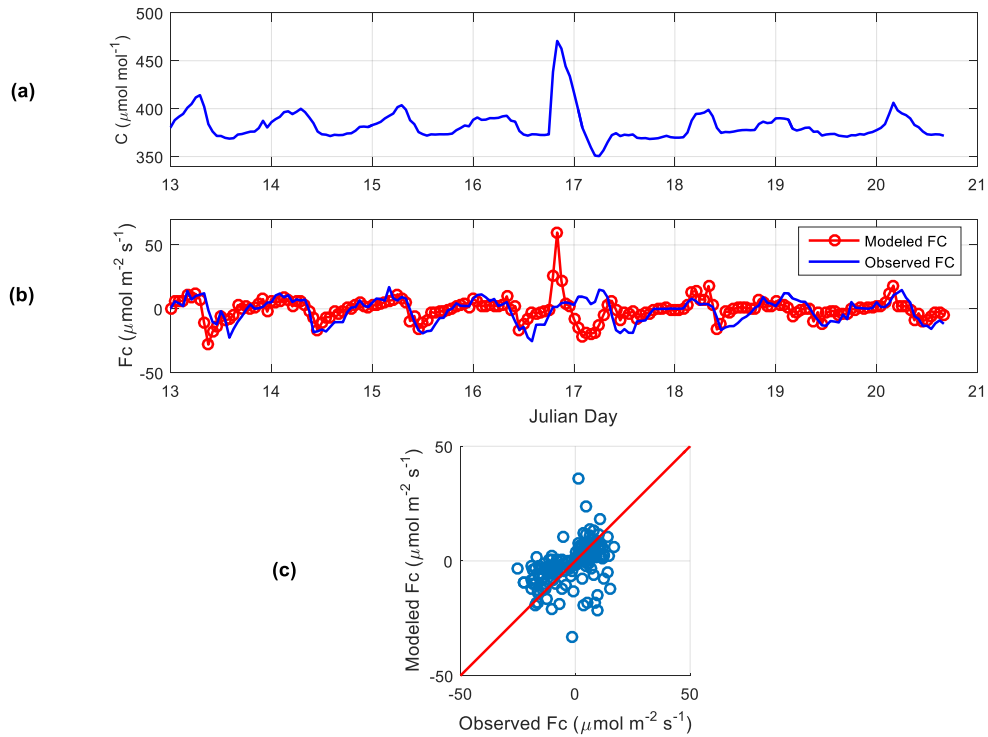 (a)
C (μmol mol⁻¹)
500
450
400
350
13 14 15 16 17 18 19 20 21
(b)
Fc (μmol m⁻² s⁻¹)
50
0
-50
Modeled FC
Observed FC
13 14 15 16 17 18 19 20 21
Julian Day
(c)
Modeled Fc (μmol m⁻² s⁻¹)
50
0
-50
-50 0 50
Observed Fc (μmol m⁻² s⁻¹)